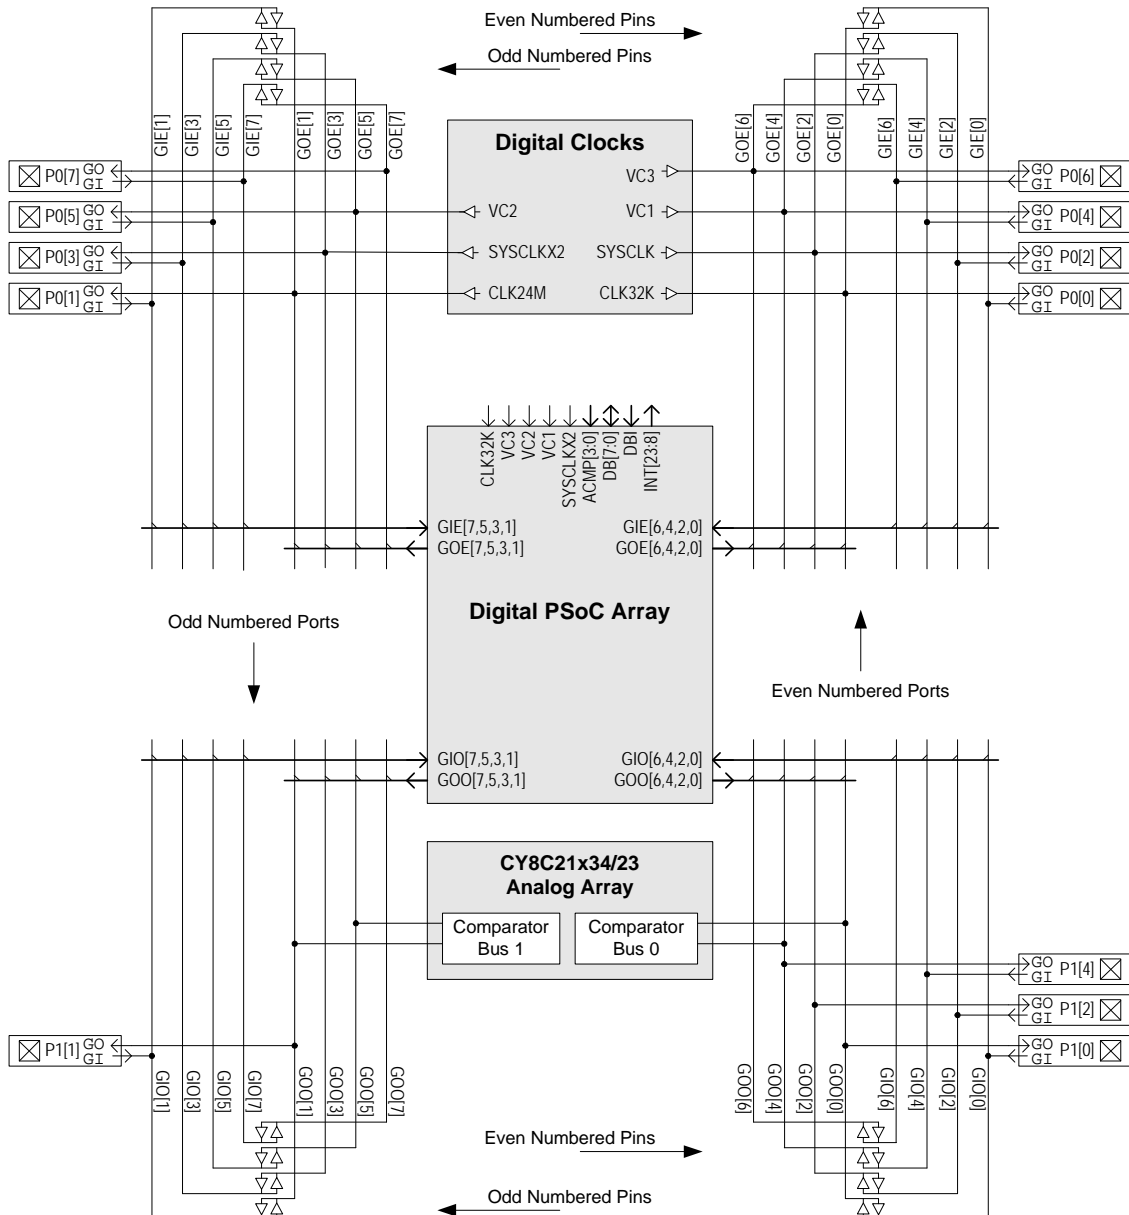 Even Numbered Pins
Odd Numbered Pins
GIE[1]
GIE[3]
GIE[5]
GIE[7]
GOE[1]
GOE[3]
GOE[5]
GOE[7]
GOE[6]
GOE[4]
GOE[2]
GOE[0]
GIE[6]
GIE[4]
GIE[2]
GIE[0]
P0[7] GO
GI
P0[5] GO
GI
P0[3] GO
GI
P0[1] GO
GI
Digital Clocks
VC3
VC2 VC1
SYSCLKX2 SYSCLK
CLK24M CLK32K
GO P0[6]
GI
GO P0[4]
GI
GO P0[2]
GI
GO P0[0]
GI
CLK32K
VC3
VC2
VC1
SYSCLKX2
ACMP[3:0]
DB[7:0]
DBI
INT[23:8]
GIE[7,5,3,1] GIE[6,4,2,0]
GOE[7,5,3,1] GOE[6,4,2,0]
Digital PSoC Array
Odd Numbered Ports
Even Numbered Ports
GIO[7,5,3,1] GIO[6,4,2,0]
GOO[7,5,3,1] GOO[6,4,2,0]
CY8C21x34/23
Analog Array
Comparator
Bus 1
Comparator
Bus 0
GO P1[4]
GI
GO P1[2]
GI
P1[1] GO
GI
GO P1[0]
GI
GIO[1]
GIO[3]
GIO[5]
GIO[7]
GOO[1]
GOO[3]
GOO[5]
GOO[7]
GOO[6]
GOO[4]
GOO[2]
GOO[0]
GIO[6]
GIO[4]
GIO[2]
GIO[0]
Even Numbered Pins
Odd Numbered Pins